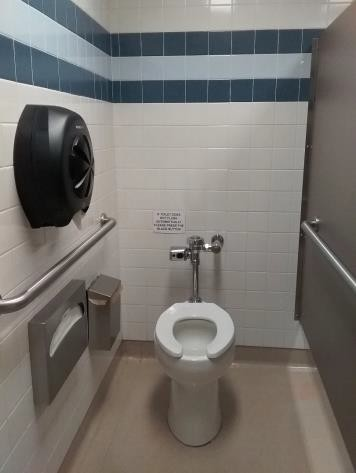 IF TOILET DOES
NOT FLUSH
AUTOMATICALLY
PLEASE PRESS THE
BLACK BUTTON